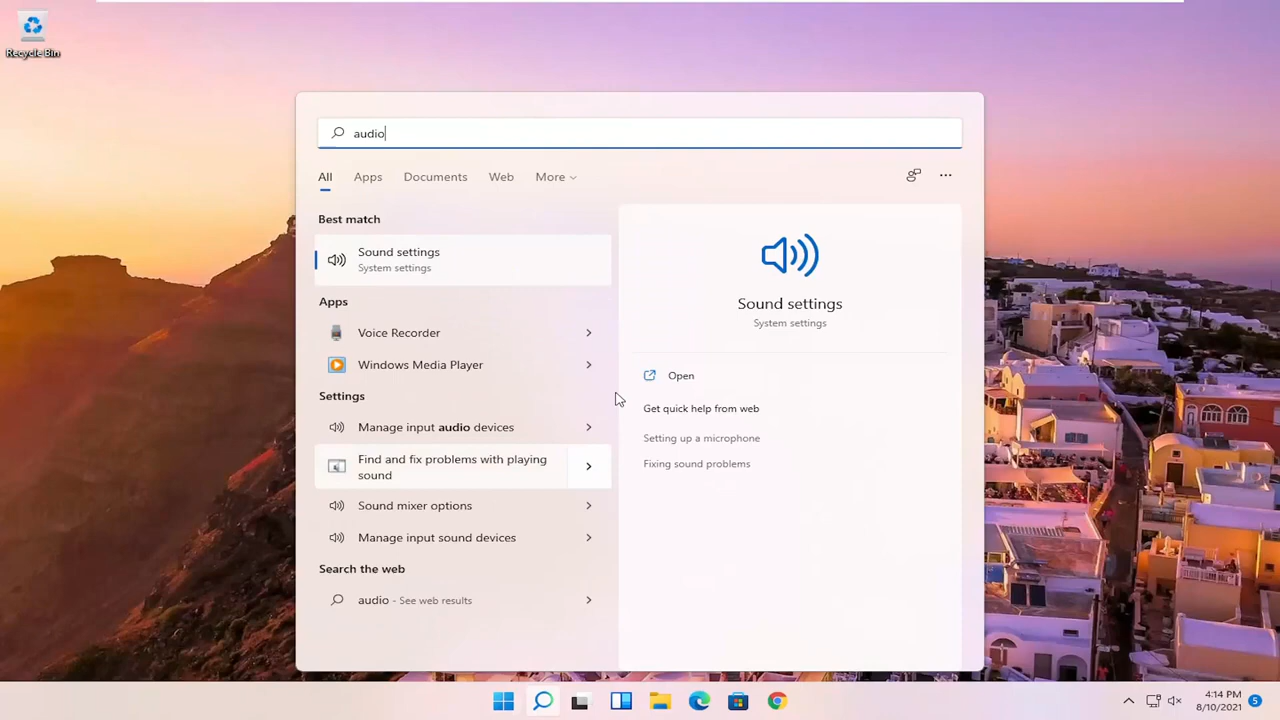 Recycle Bin
audio
All Apps Documents Web More
Best match
Sound settings
System settings
Apps
Voice Recorder
Windows Media Player
Settings
Manage input audio devices
Find and fix problems with playing
sound
Sound mixer options
Manage input sound devices
Search the web
audio - See web results
Sound settings
System settings
Open
Get quick help from web
Setting up a microphone
Fixing sound problems
4:14 PM
8/10/2021
5